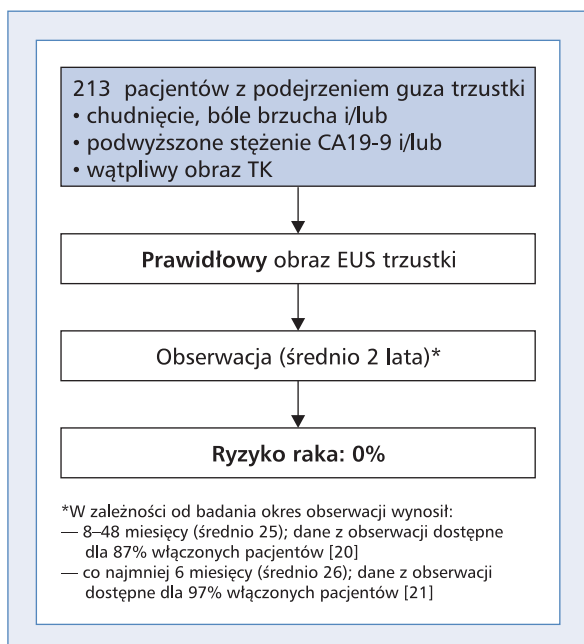 213 pacjentów z podejrzeniem guza trzustki
• chudnięcie, bóle brzucha i/lub
• podwyższone stężenie CA19-9 i/lub
• wątpliwy obraz TK
Prawidłowy obraz EUS trzustki
Obserwacja (średnio 2 lata)*
Ryzyko raka: 0%
*W zależności od badania okres obserwacji wynosił:
— 8–48 miesięcy (średnio 25); dane z obserwacji dostępne
dla 87% włączonych pacjentów [20]
— co najmniej 6 miesięcy (średnio 26); dane z obserwacji
dostępne dla 97% włączonych pacjentów [21]